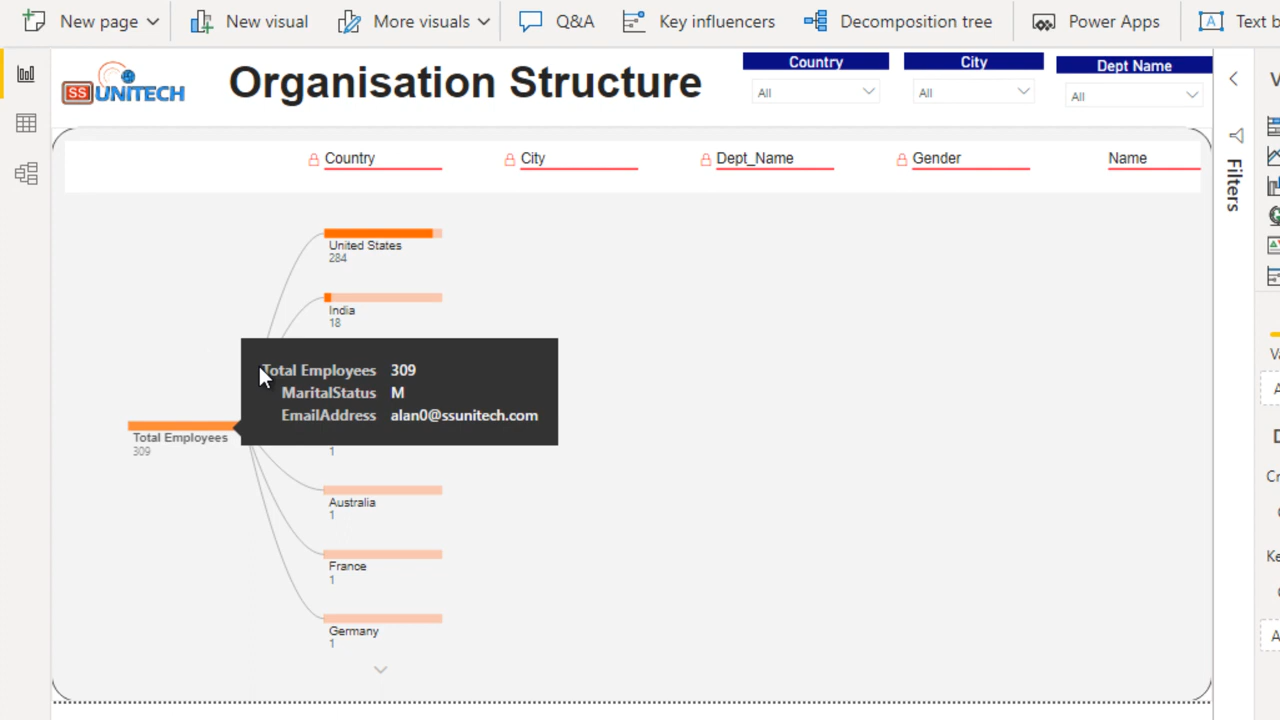 New page
New visual
More visuals
Q&A
Key influencers
Decomposition tree
Power Apps
Text b
SS UNITECH
Organisation Structure
Country
City
Dept Name
All
All
All
Filters
Country
City
Dept_Name
Gender
Name
United States
284
India
18
Total Employees 309
MaritalStatus M
EmailAddress alan0@ssunitech.com
Total Employees
309
1
Australia
1
France
1
Germany
1